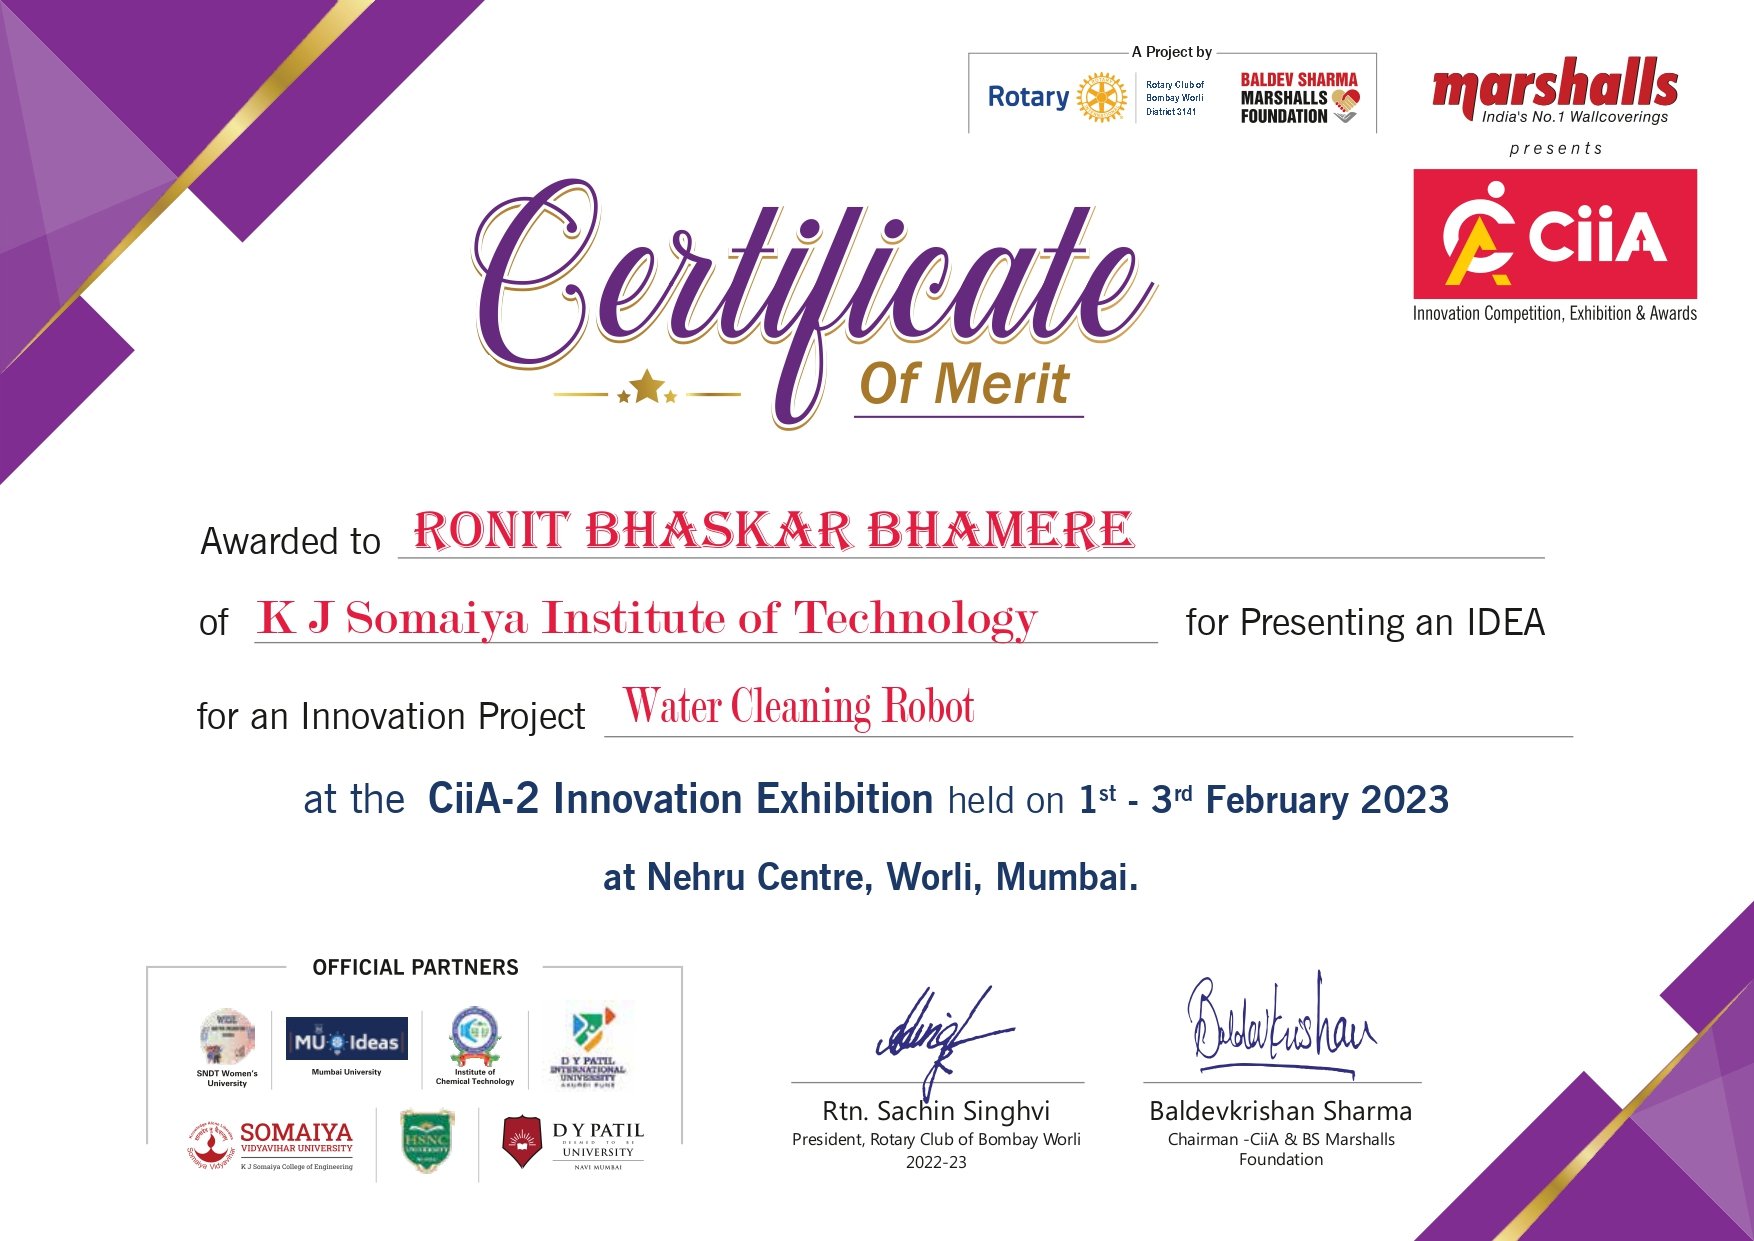 A Project by
Rotary
Rotary Club of
Bombay Worli
District 3141
BALDEV SHARMA
MARSHALLS
FOUNDATION
marshalls
India's No.1 Wallcoverings
presents
CiiA
Innovation Competition, Exhibition & Awards
Certificate
Of Merit
Awarded to RONIT BHASKAR BHAMERE
of K J Somaiya Institute of Technology for Presenting an IDEA
for an Innovation Project Water Cleaning Robot
at the CiiA-2 Innovation Exhibition held on 1st - 3rd February 2023
at Nehru Centre, Worli, Mumbai.
OFFICIAL PARTNERS
SNDT Women's
University
MU Ideas
Mumbai University
Institute of
Chemical Technology
D Y PATIL
INTERNATIONAL
UNIVERSITY
AKURDI PUNE
SOMAIYA
VIDYAVIHAR UNIVERSITY
K J Somaiya College of Engineering
Somaiya Vidyavihar
HSNC
UNIVERSITY
D Y PATIL
DEEMED TO BE
UNIVERSITY
NAVI MUMBAI
Baldevkrishan
Rtn. Sachin Singhvi
President, Rotary Club of Bombay Worli
2022-23
Baldevkrishan Sharma
Chairman -CiiA & BS Marshalls
Foundation